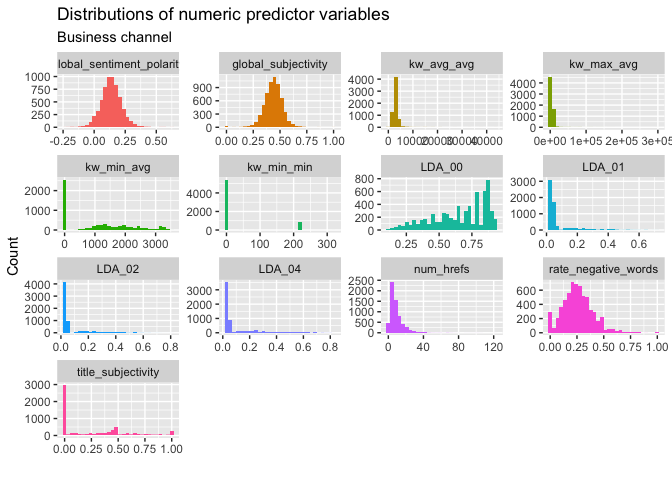 Distributions of numeric predictor variables
Business channel
lobal_sentiment_polarit
global_subjectivity
kw_avg_avg
kw_max_avg
1000
750
500
250
0
-0.25 0.00 0.25 0.50
900
600
300
0
0.00 0.25 0.50 0.75 1.00
4000
3000
2000
1000
0
0 10000 20000 30000 40000
4000
3000
2000
1000
0
0e+00 1e+05 2e+05 3e+05
kw_min_avg
kw_min_min
LDA_00
LDA_01
2000
1000
0
0 1000 2000 3000
4000
2000
0
0 100 200 300
800
600
400
200
0
0.25 0.50 0.75
3000
2000
1000
0
0.0 0.2 0.4 0.6
Count
LDA_02
LDA_04
num_hrefs
rate_negative_words
4000
3000
2000
1000
0
0.0 0.2 0.4 0.6 0.8
3000
2000
1000
0
0.0 0.2 0.4 0.6 0.8
2500
2000
1500
1000
500
0
0 40 80 120
600
400
200
0
0.00 0.25 0.50 0.75 1.00
title_subjectivity
3000
2000
1000
0
0.00 0.25 0.50 0.75 1.00